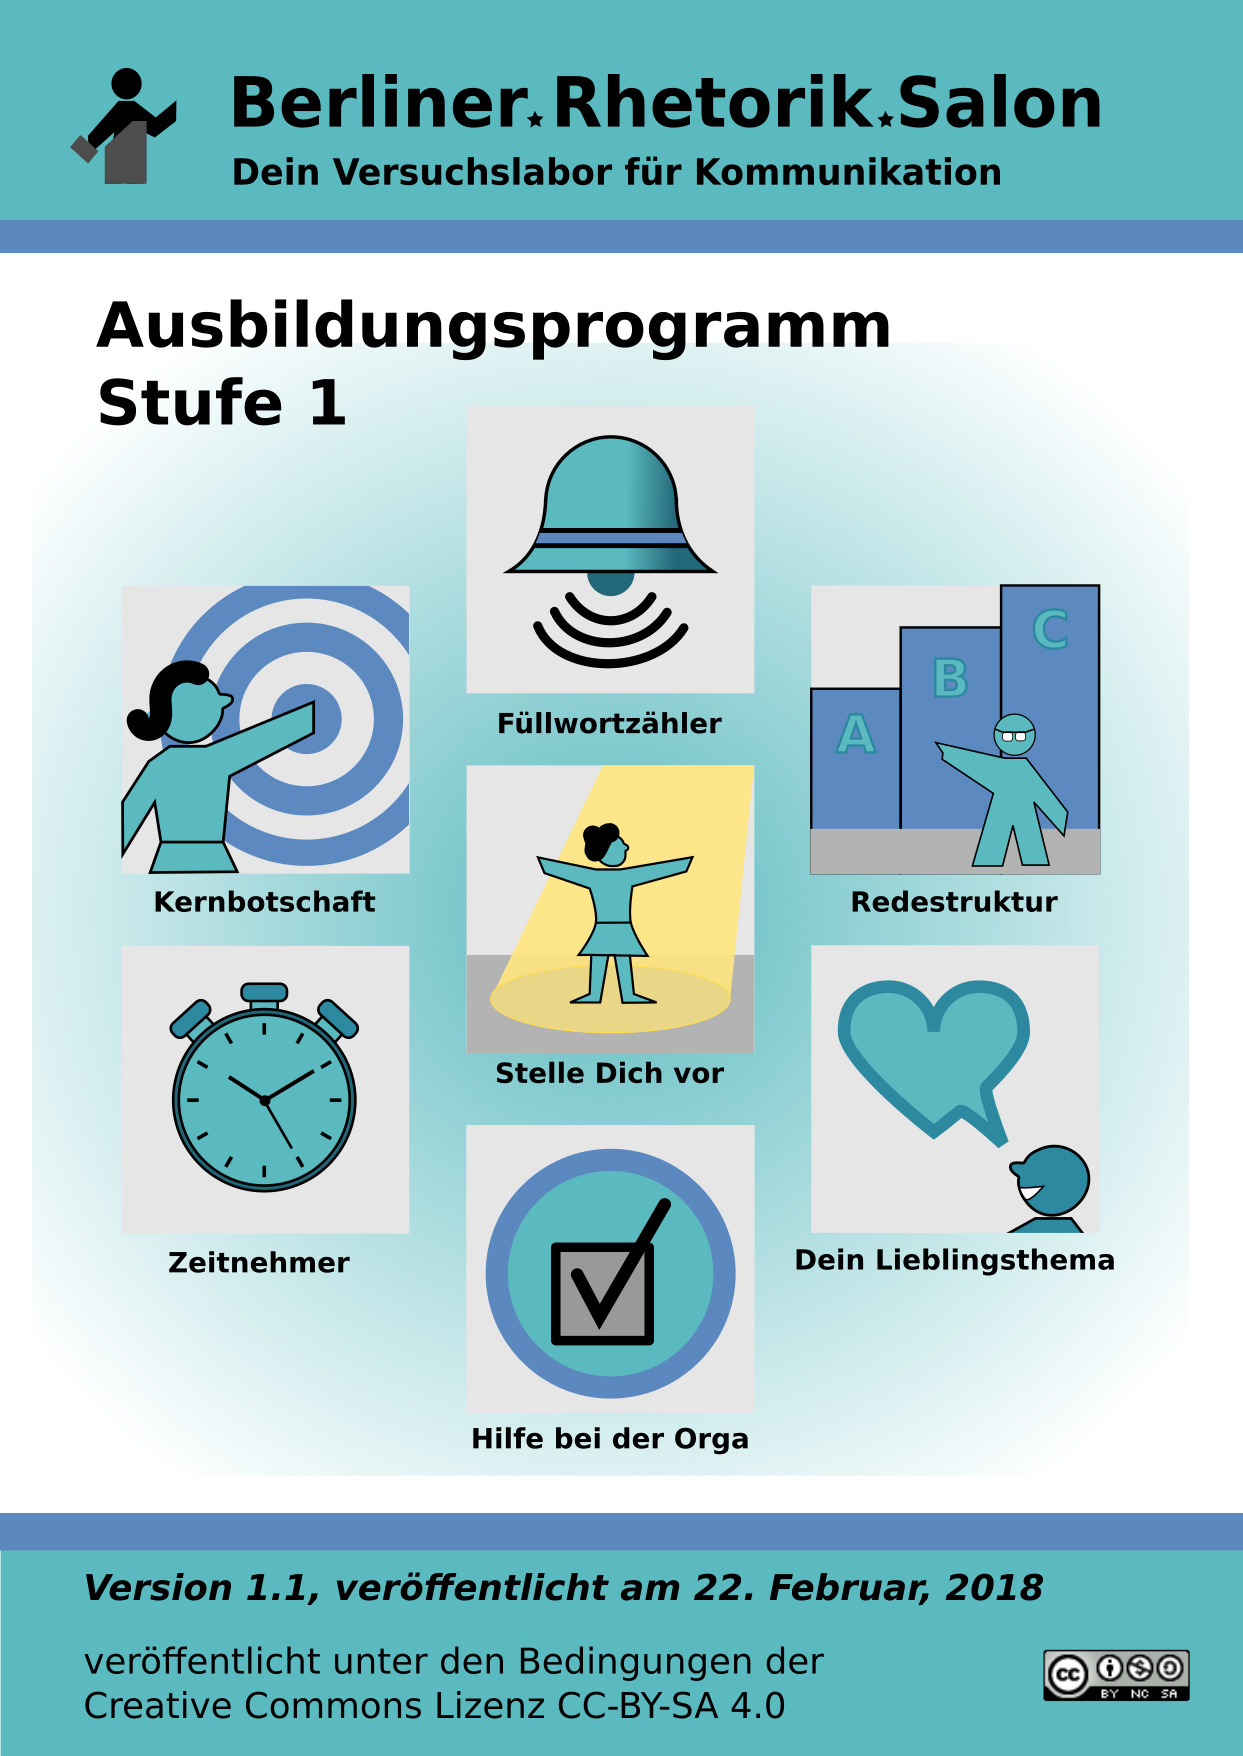 Berliner★Rhetorik★Salon
Dein Versuchslabor für Kommunikation
Ausbildungsprogramm
Stufe 1
Füllwortzähler
A
B
C
Kernbotschaft
Redestruktur
Stelle Dich vor
Zeitnehmer
Dein Lieblingsthema
Hilfe bei der Orga
Version 1.1, veröffentlicht am 22. Februar, 2018
veröffentlicht unter den Bedingungen der
Creative Commons Lizenz CC-BY-SA 4.0
cc
BY NC SA